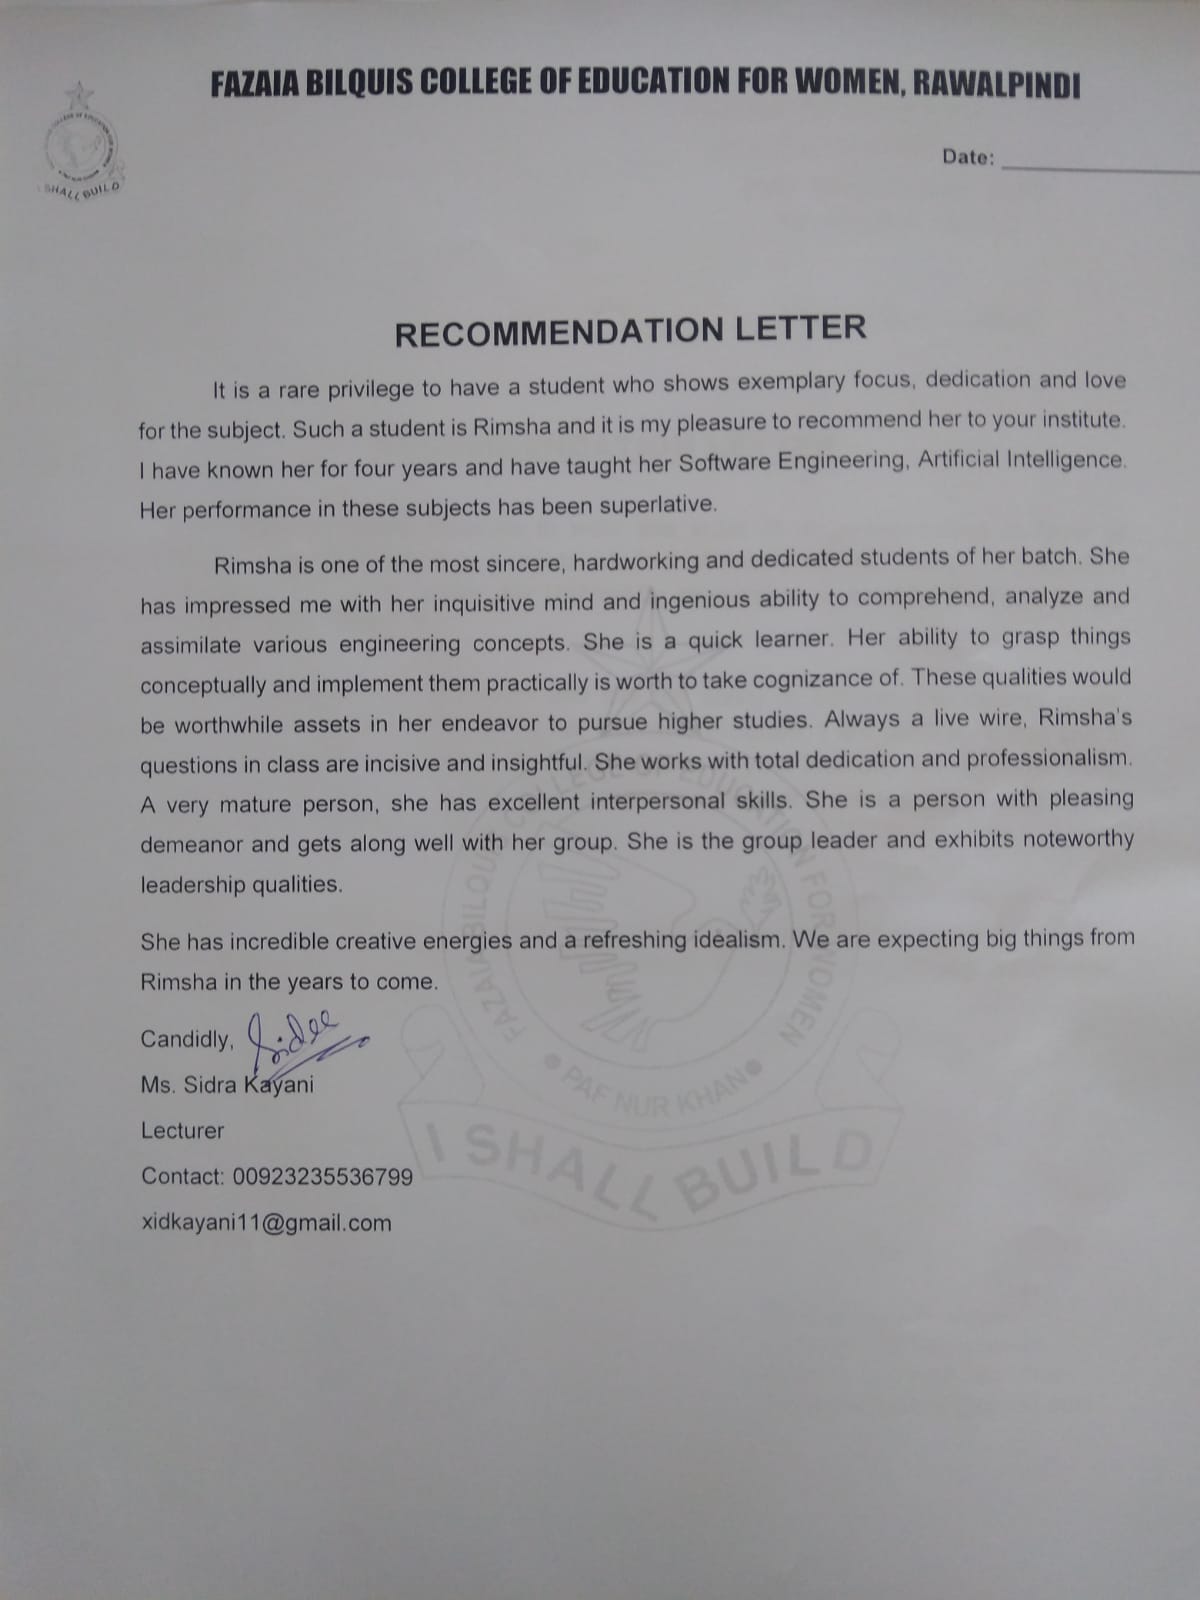 FAZAIA BILQUIS COLLEGE OF EDUCATION FOR WOMEN, RAWALPINDI
SHALL BUILD
Date:
RECOMMENDATION LETTER
It is a rare privilege to have a student who shows exemplary focus, dedication and love
for the subject. Such a student is Rimsha and it is my pleasure to recommend her to your institute.
I have known her for four years and have taught her Software Engineering, Artificial Intelligence.
Her performance in these subjects has been superlative.
Rimsha is one of the most sincere, hardworking and dedicated students of her batch. She
has impressed me with her inquisitive mind and ingenious ability to comprehend, analyze and
assimilate various engineering concepts. She is a quick learner. Her ability to grasp things
conceptually and implement them practically is worth to take cognizance of. These qualities would
be worthwhile assets in her endeavor to pursue higher studies. Always a live wire, Rimsha's
questions in class are incisive and insightful. She works with total dedication and professionalism.
A very mature person, she has excellent interpersonal skills. She is a person with pleasing
demeanor and gets along well with her group. She is the group leader and exhibits noteworthy
leadership qualities.
She has incredible creative energies and a refreshing idealism. We are expecting big things from
Rimsha in the years to come.
Candidly,
Ms. Sidra Kayani
Lecturer
Contact: 00923235536799
xidkayani11@gmail.com
FAZAIA BILQUIS COLLEGE OF EDUCATION FOR WOMEN
PAF NUR KHAN
I SHALL BUILD